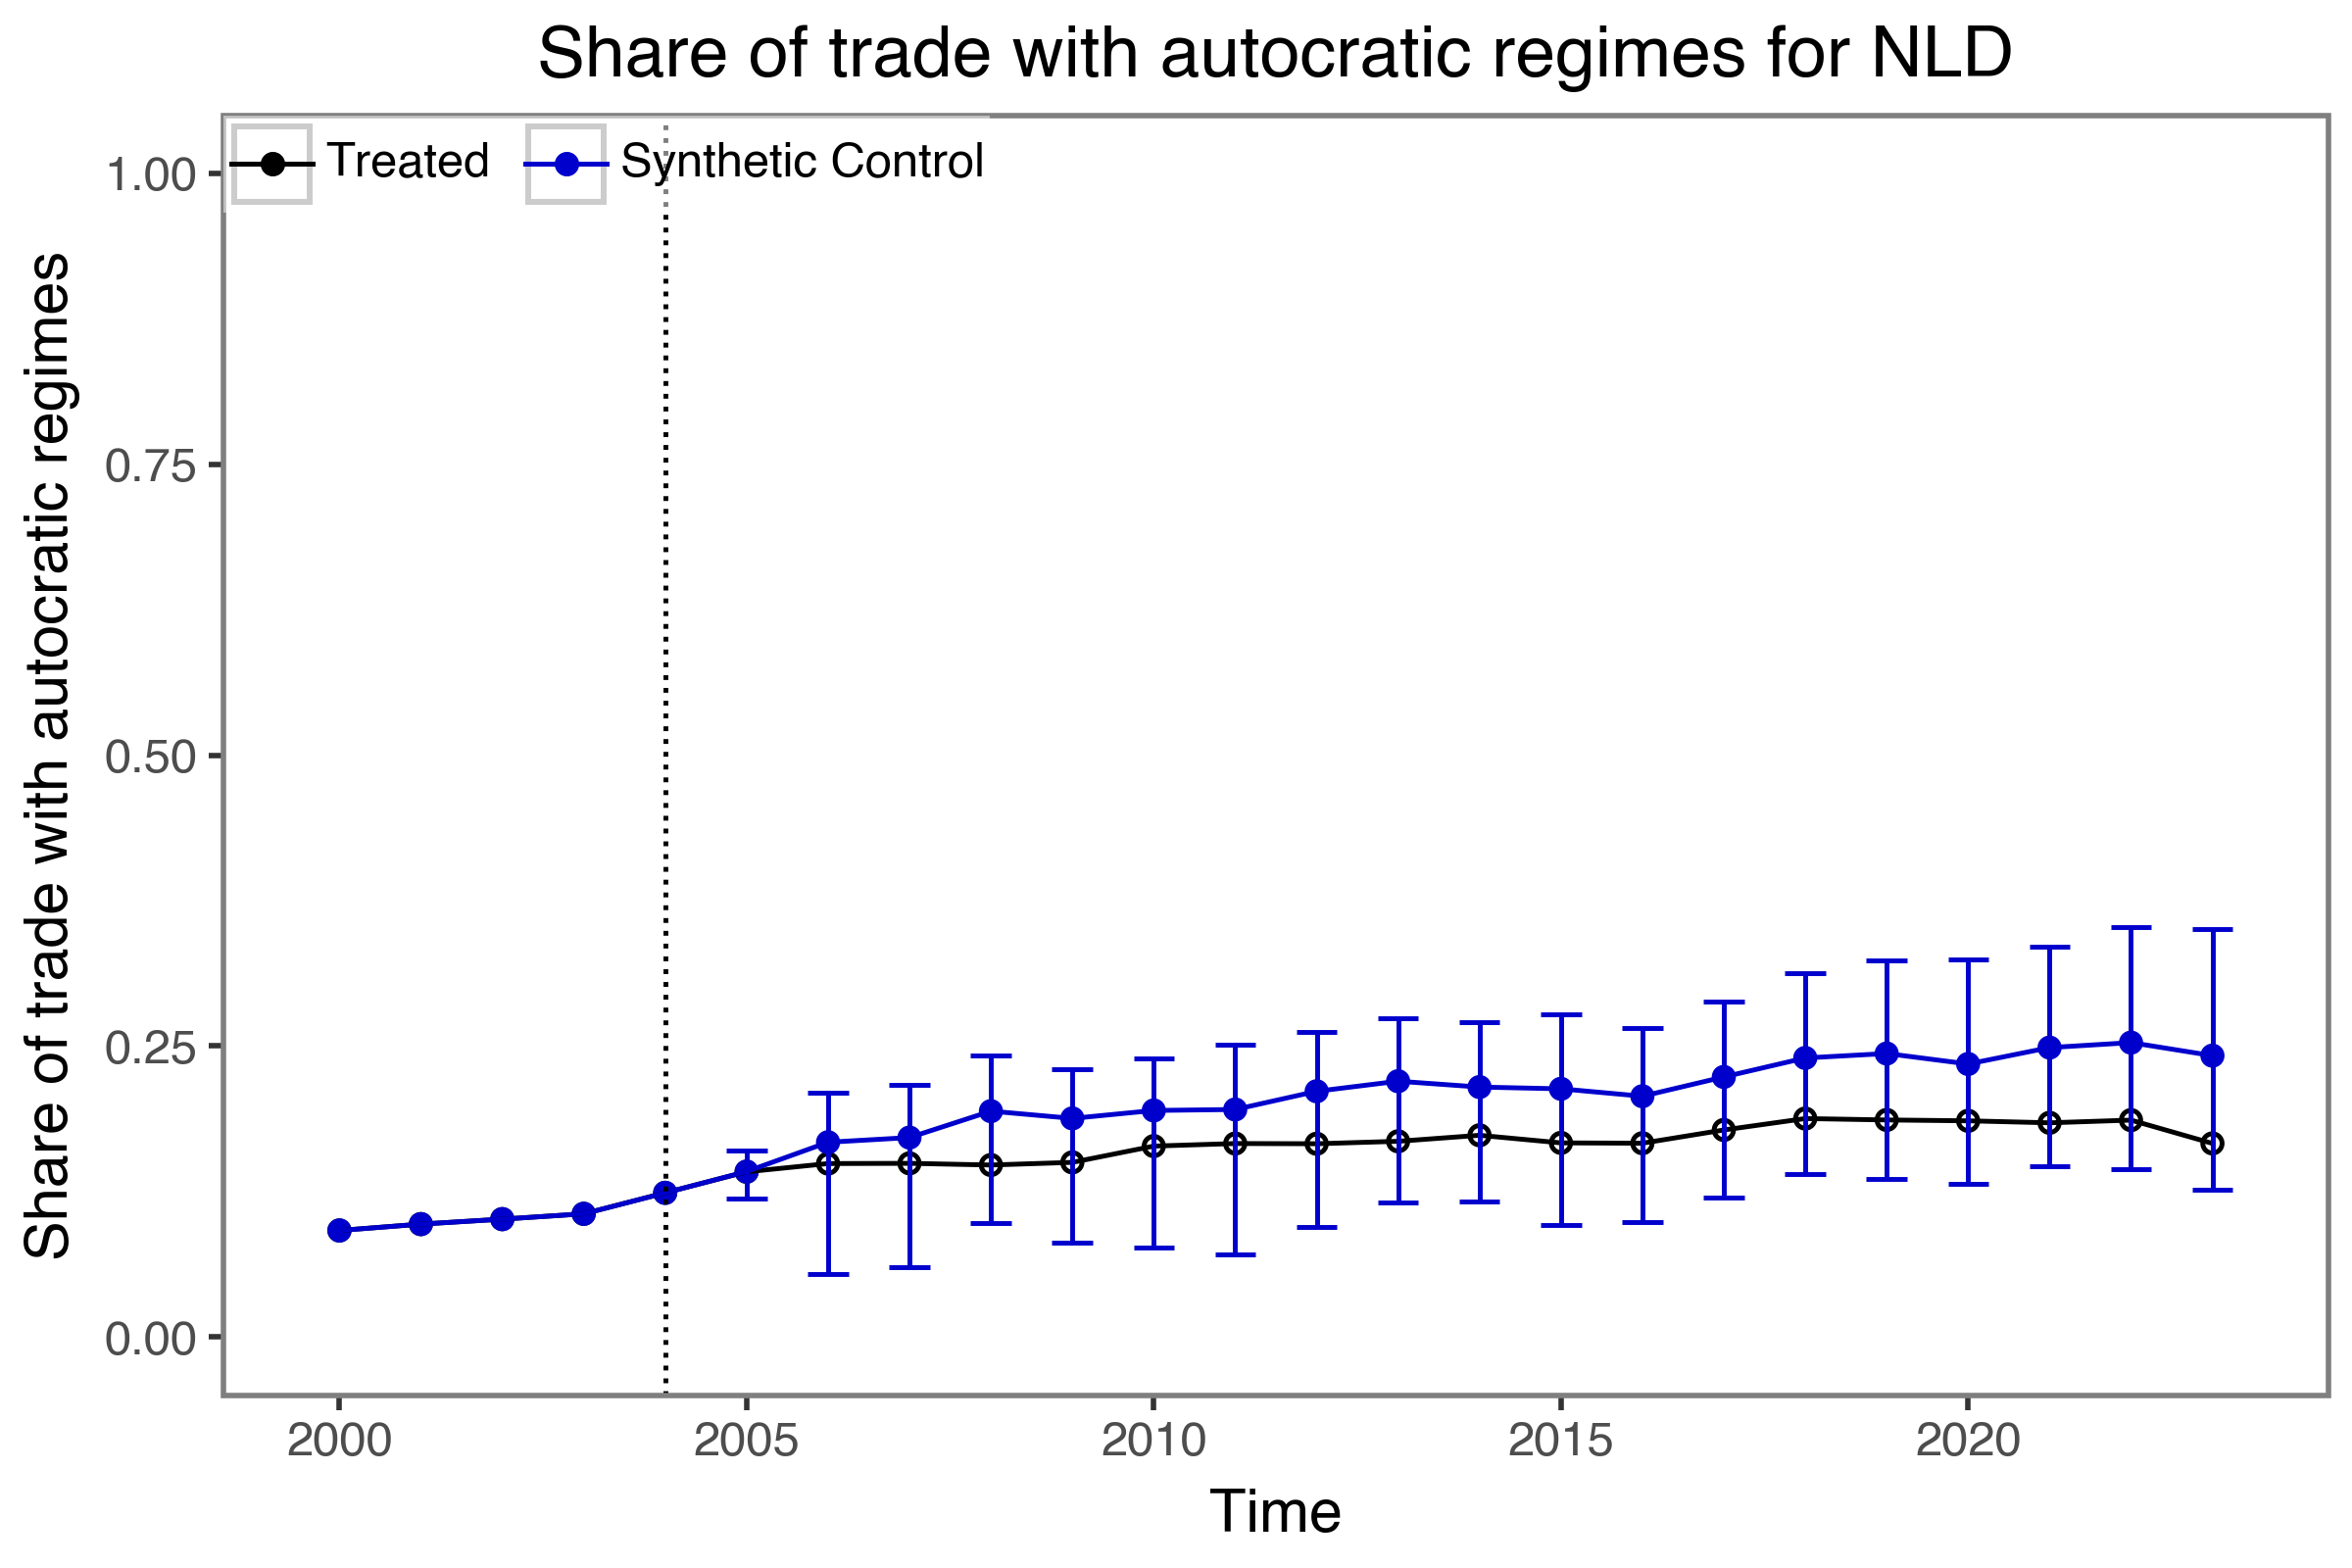 Share of trade with autocratic regimes for NLD
Treated Synthetic Control
Share of trade with autocratic regimes
1.00
0.75
0.50
0.25
0.00
2000 2005 2010 2015 2020
Time